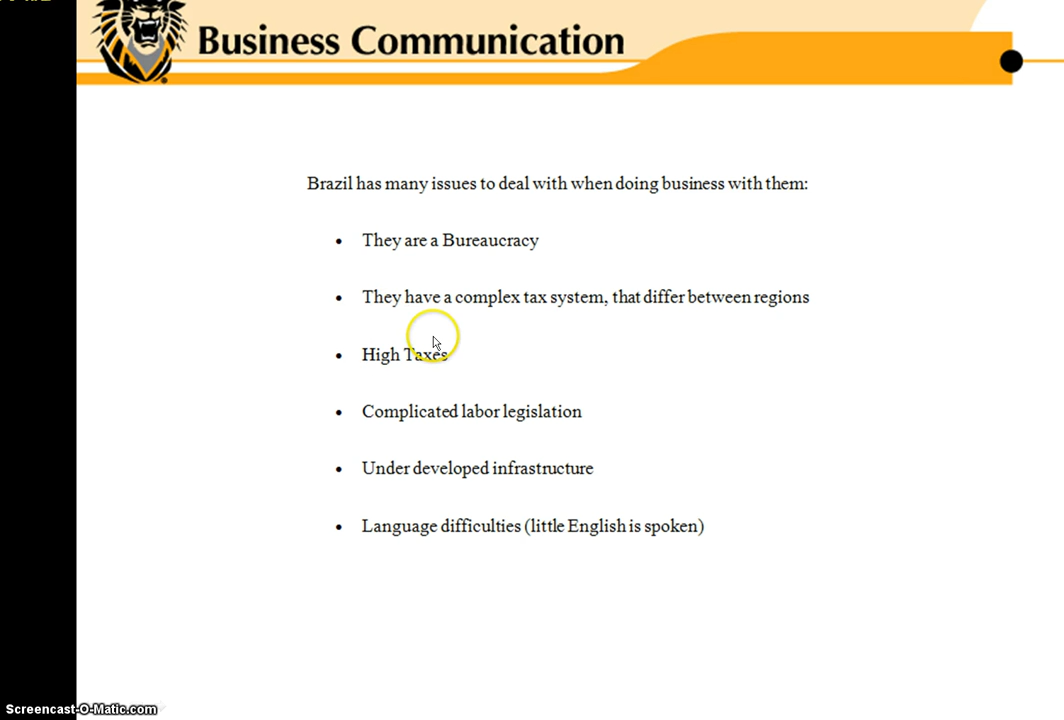 Business Communication
Brazil has many issues to deal with when doing business with them:
• They are a Bureaucracy
• They have a complex tax system, that differ between regions
• High Taxes
• Complicated labor legislation
• Under developed infrastructure
• Language difficulties (little English is spoken)
Screencast-O-Matic.com